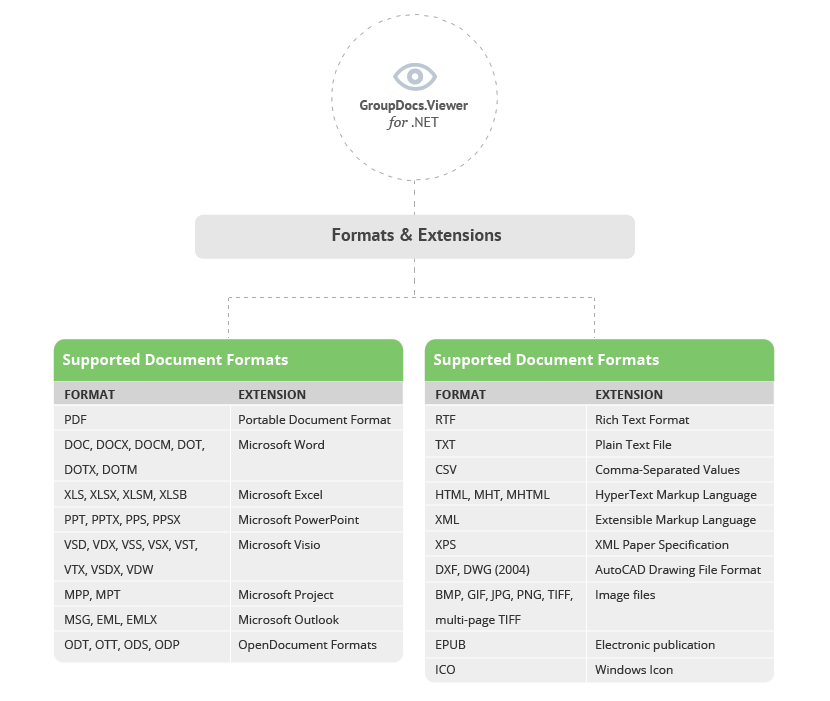 GroupDocs.Viewer
for .NET
Formats & Extensions
Supported Document Formats
FORMAT EXTENSION
PDF Portable Document Format
DOC, DOCX, DOCM, DOT, Microsoft Word
DOTX, DOTM
XLS, XLSX, XLSM, XLSB Microsoft Excel
PPT, PPTX, PPS, PPSX Microsoft PowerPoint
VSD, VDX, VSS, VSX, VST, Microsoft Visio
VTX, VSDX, VDW
MPP, MPT Microsoft Project
MSG, EML, EMLX Microsoft Outlook
ODT, OTT, ODS, ODP OpenDocument Formats
Supported Document Formats
FORMAT EXTENSION
RTF Rich Text Format
TXT Plain Text File
CSV Comma-Separated Values
HTML, MHT, MHTML HyperText Markup Language
XML Extensible Markup Language
XPS XML Paper Specification
DXF, DWG (2004) AutoCAD Drawing File Format
BMP, GIF, JPG, PNG, TIFF, Image files
multi-page TIFF
EPUB Electronic publication
ICO Windows Icon